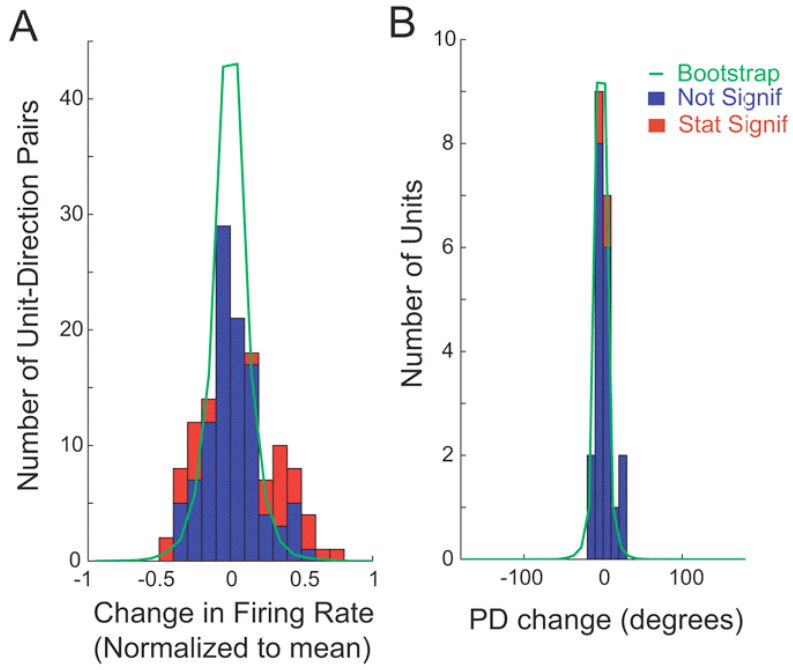 A
B
Number of Unit-Direction Pairs
40
30
20
10
0
-1
-0.5
0
0.5
1
Change in Firing Rate
(Normalized to mean)
Number of Units
10
8
6
4
2
0
-100
0
100
PD change (degrees)
Bootstrap
Not Signif
Stat Signif